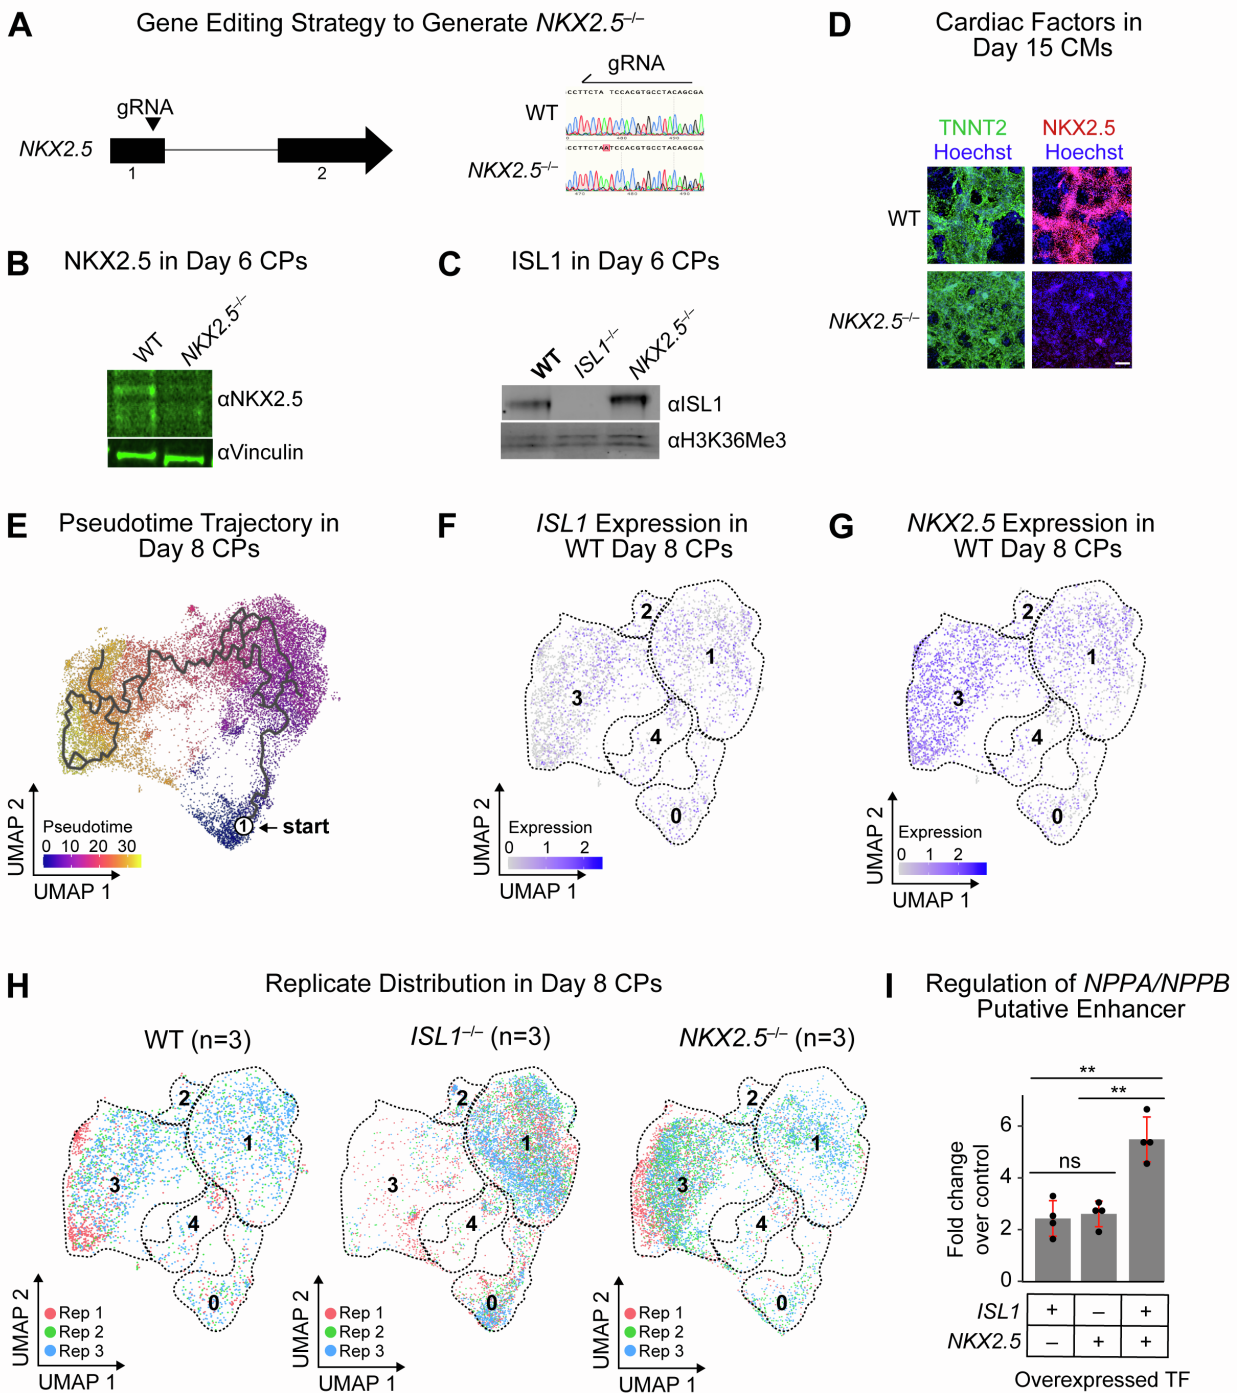 A
Gene Editing Strategy to Generate NKX2.5–/–
gRNA
NKX2.5
1
2
gRNA
WT
CCTTCTA TCCACGTGCCTACAGCGA
480
490
NKX2.5–/–
CCTTCTAATCCACGTGCCTACAGCGA
470
480
490
B
NKX2.5 in Day 6 CPs
WT
NKX2.5–/–
αNKX2.5
αVinculin
C
ISL1 in Day 6 CPs
WT
ISL1–/–
NKX2.5–/–
αISL1
αH3K36Me3
D
Cardiac Factors in
Day 15 CMs
TNNT2
Hoechst
NKX2.5
Hoechst
WT
NKX2.5–/–
E
Pseudotime Trajectory in
Day 8 CPs
1
start
Pseudotime
0 10 20 30
UMAP 2
UMAP 1
F
ISL1 Expression in
WT Day 8 CPs
2
1
3
4
0
Expression
0 1 2
UMAP 2
UMAP 1
G
NKX2.5 Expression in
WT Day 8 CPs
2
1
3
4
0
Expression
0 1 2
UMAP 2
UMAP 1
H
Replicate Distribution in Day 8 CPs
WT (n=3)
2
1
3
4
0
Rep 1
Rep 2
Rep 3
UMAP 2
UMAP 1
ISL1–/– (n=3)
2
1
3
4
0
Rep 1
Rep 2
Rep 3
UMAP 2
UMAP 1
NKX2.5–/– (n=3)
2
1
3
4
0
Rep 1
Rep 2
Rep 3
UMAP 2
UMAP 1
I
Regulation of NPPA/NPPB
Putative Enhancer
**
**
ns
Fold change
over control
6
4
2
0
ISL1 + – +
NKX2.5 – + +
Overexpressed TF